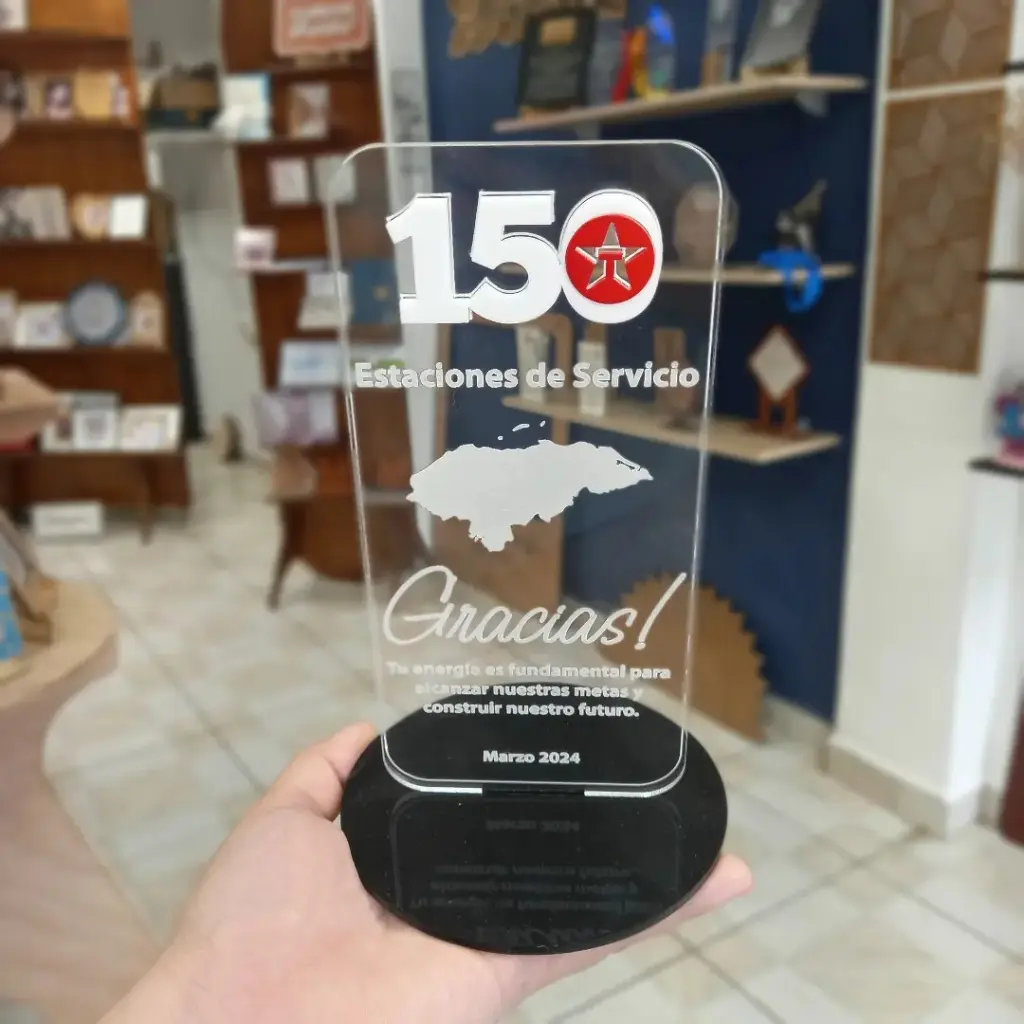 150
Estaciones de Servicio
Gracias!
Tu energía es fundamental para
alcanzar nuestras metas y
construir nuestro futuro.
Marzo 2024